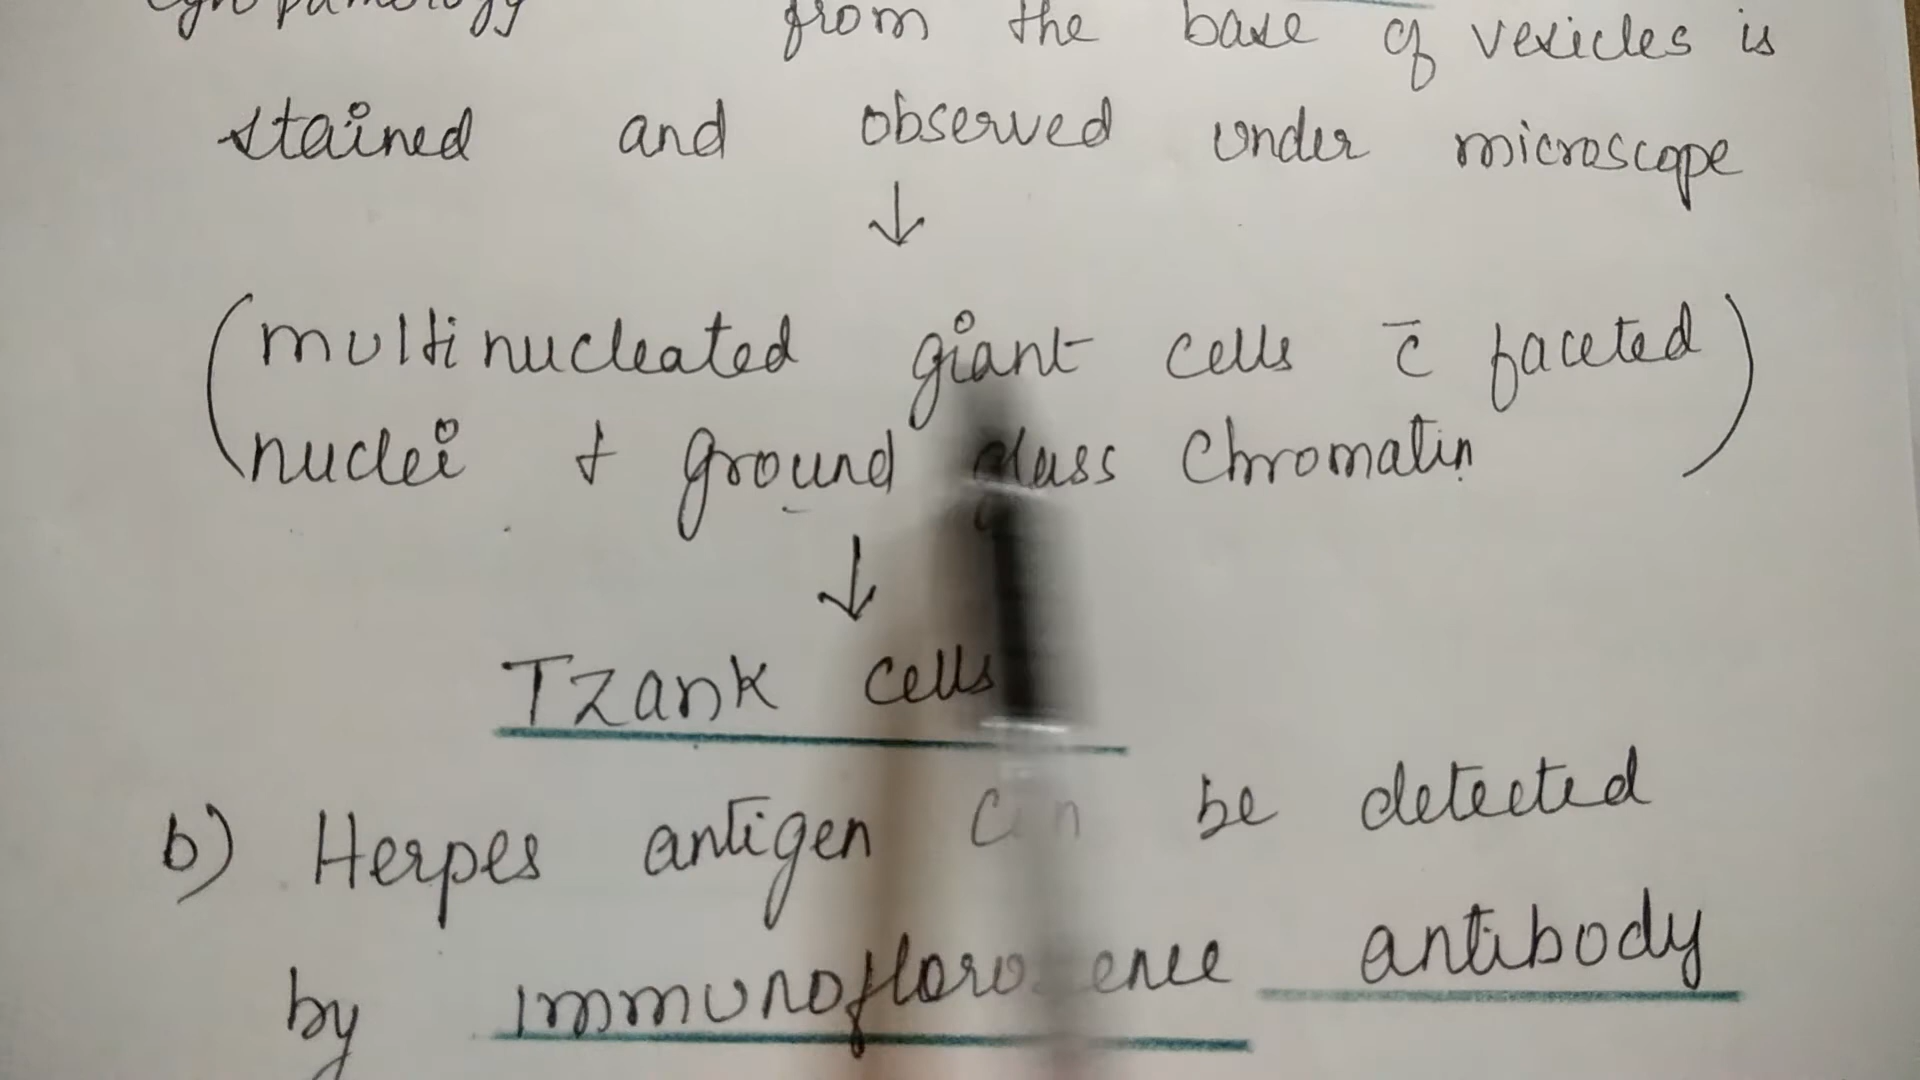 from the base of vesicles is
stained and observed under microscope
↓
(multinucleated giant cells c̄ faceted
nuclei + ground glass chromatin)
↓
Tzank cells
b) Herpes antigen can be detected
by antibody